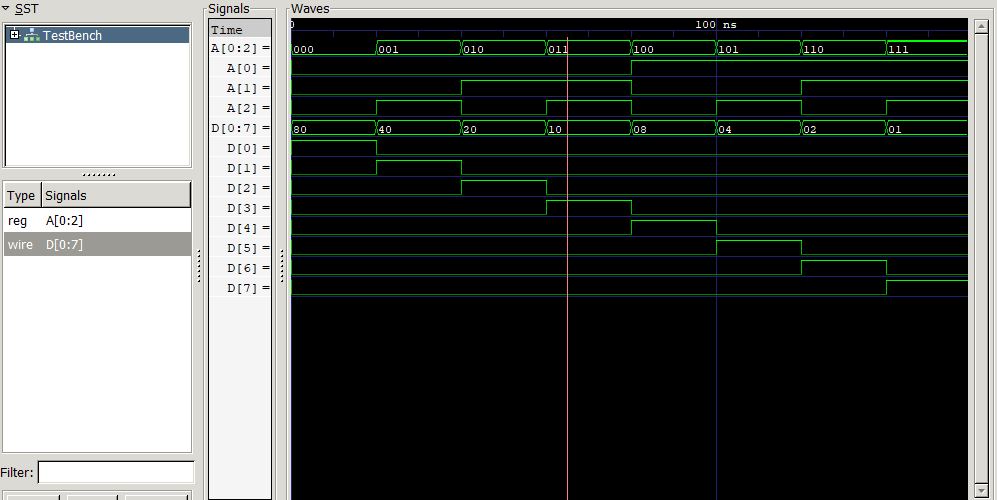 SST
TestBench
Type Signals
reg A[0:2]
wire D[0:7]
Filter:
Signals
Time
A[0:2] =
A[0] =
A[1] =
A[2] =
D[0:7] =
D[0] =
D[1] =
D[2] =
D[3] =
D[4] =
D[5] =
D[6] =
D[7] =
Waves
0 100 ns
000 001 010 011 100 101 110 111
80 40 20 10 08 04 02 01